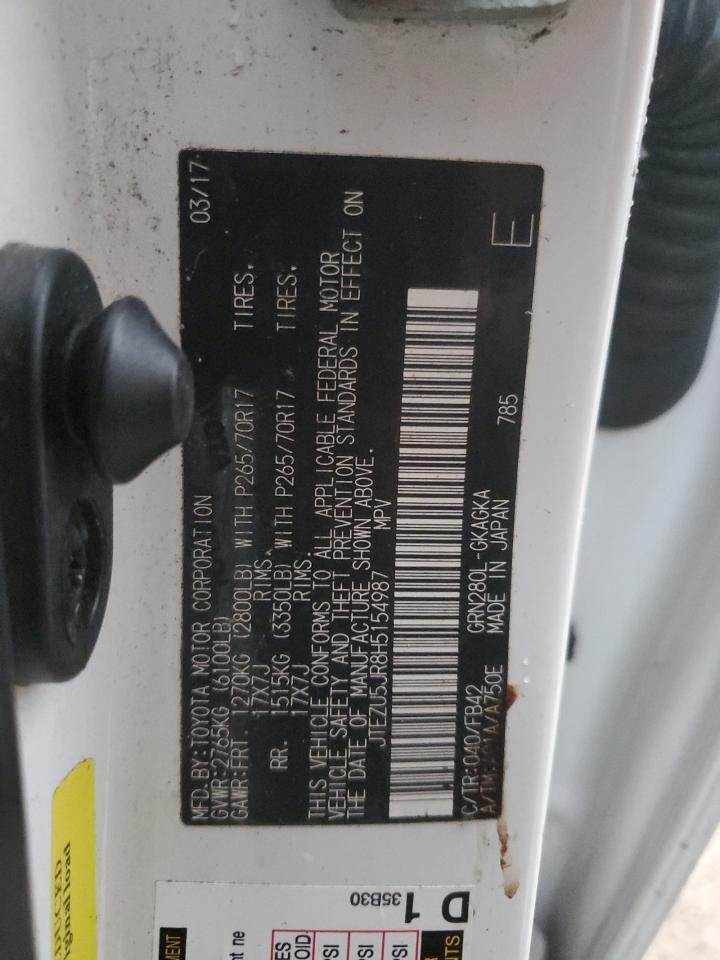 MFD.BY:TOYOTA MOTOR CORPORATION 03/17
GVWR:2765KG (6100LB)
GAWR:FRT. 1270KG (2800LB) WITH P265/70R17 TIRES.
17X7J RIMS.
RR. 1515KG (3350LB) WITH P265/70R17 TIRES.
17X7J RIMS.
THIS VEHICLE CONFORMS TO ALL APPLICABLE FEDERAL MOTOR
VEHICLE SAFETY AND THEFT PREVENTION STANDARDS IN EFFECT ON
THE DATE OF MANUFACTURE SHOWN ABOVE.
JTEZU5JR8H5154987 MPV
C/TR:040/FB42 GRN280L-GKAGKA
A/TM: /A750E MADE IN JAPAN 785
E
D 1
35B30